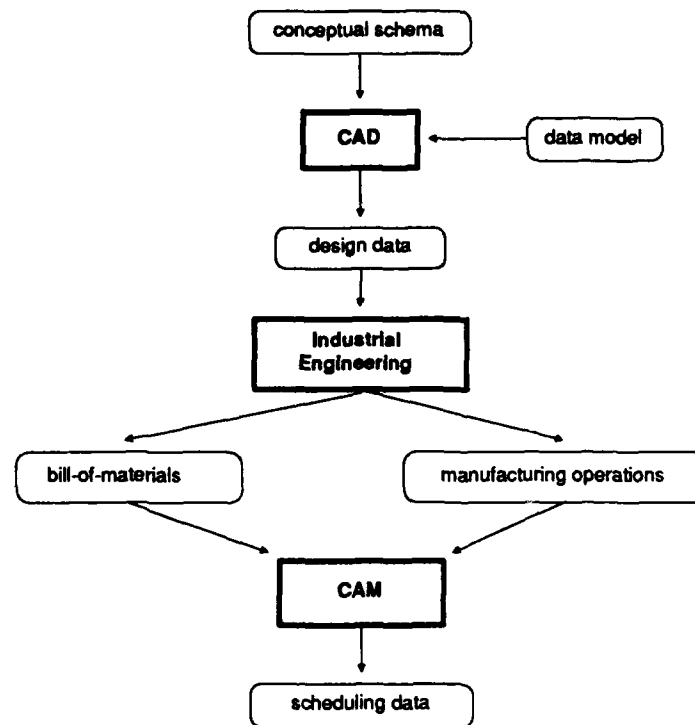 conceptual schema
CAD
data model
design data
Industrial
Engineering
bill-of-materials
manufacturing operations
CAM
scheduling data